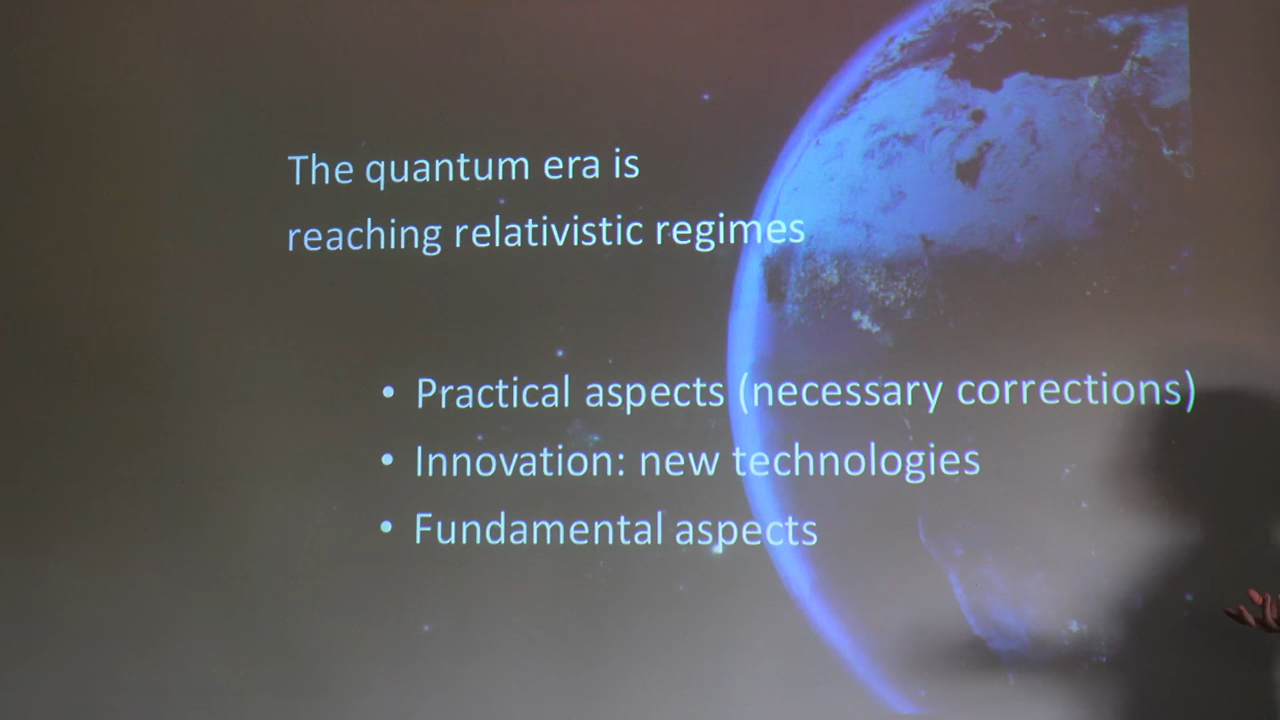 The quantum era is
reaching relativistic regimes
• Practical aspects (necessary corrections)
• Innovation: new technologies
• Fundamental aspects